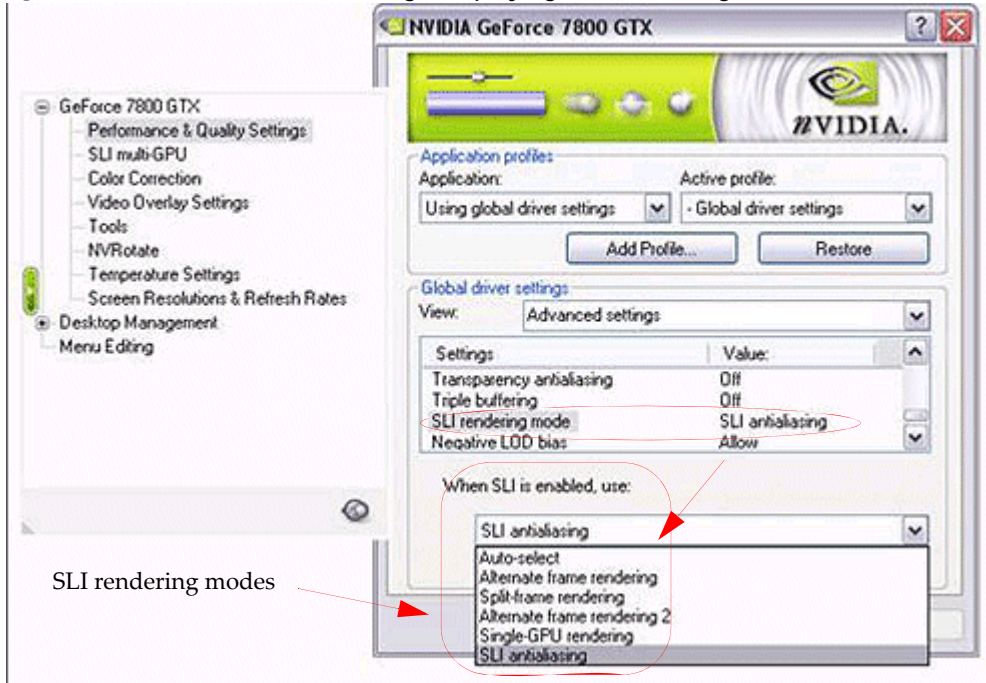 NVIDIA GeForce 7800 GTX
nVIDIA.
GeForce 7800 GTX
Performance & Quality Settings
SLI multi-GPU
Color Correction
Video Overlay Settings
Tools
NVRotate
Temperature Settings
Screen Resolutions & Refresh Rates
Desktop Management
Menu Editing
Application profiles
Application:
Active profile:
Using global driver settings
- Global driver settings
Add Profile...
Restore
Global driver settings
View:
Advanced settings
Settings
Value:
Transparency antialiasing
Off
Triple buffering
Off
SLI rendering mode
SLI antialiasing
Negative LOD bias
Allow
When SLI is enabled, use:
SLI antialiasing
Auto-select
Alternate frame rendering
Split-frame rendering
Alternate frame rendering 2
Single-GPU rendering
SLI antialiasing
SLI rendering modes